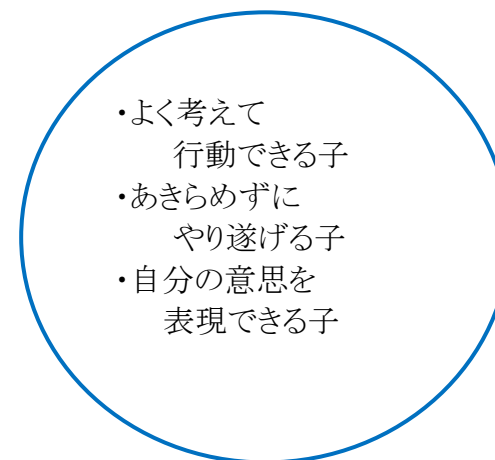 ・よく考えて
行動できる子
・あきらめずに
やり遂げる子
・自分の意思を
表現できる子